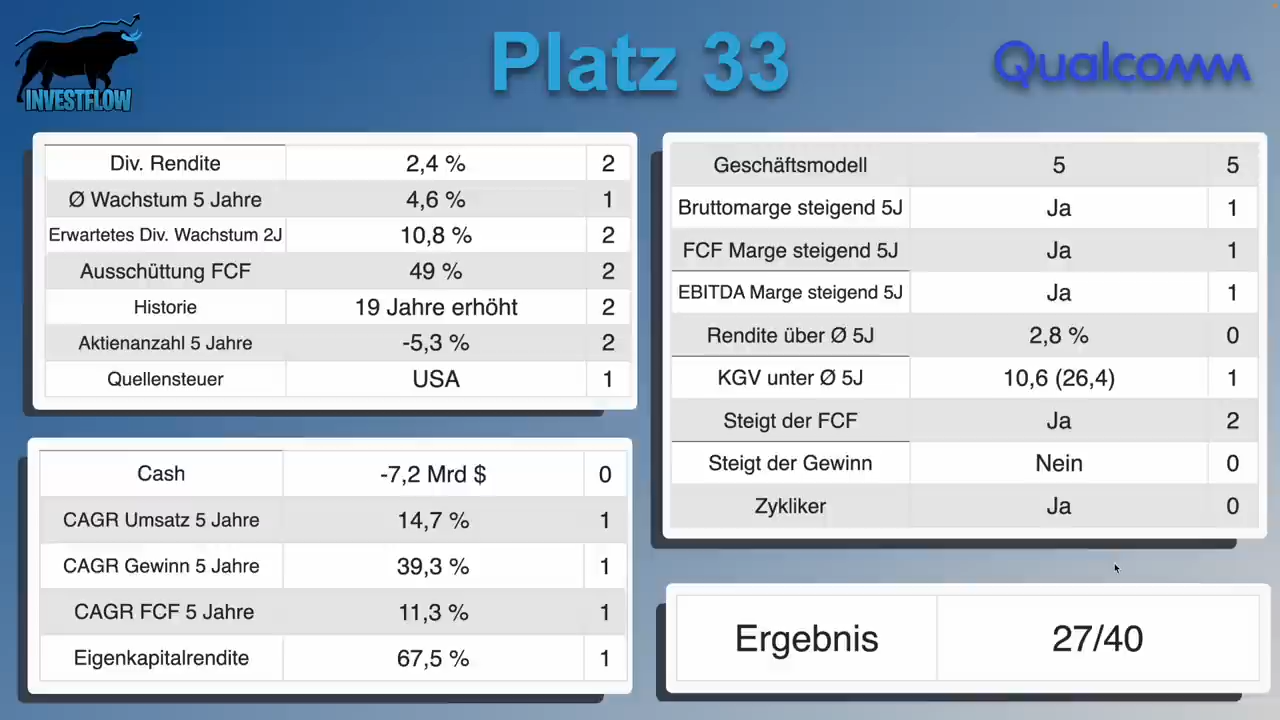 INVESTFLOW
Platz 33
Qualcomm
Div. Rendite 2,4 % 2
Ø Wachstum 5 Jahre 4,6 % 1
Erwartetes Div. Wachstum 2J 10,8 % 2
Ausschüttung FCF 49 % 2
Historie 19 Jahre erhöht 2
Aktienanzahl 5 Jahre -5,3 % 2
Quellensteuer USA 1
Cash -7,2 Mrd $ 0
CAGR Umsatz 5 Jahre 14,7 % 1
CAGR Gewinn 5 Jahre 39,3 % 1
CAGR FCF 5 Jahre 11,3 % 1
Eigenkapitalrendite 67,5 % 1
Geschäftsmodell 5 5
Bruttomarge steigend 5J Ja 1
FCF Marge steigend 5J Ja 1
EBITDA Marge steigend 5J Ja 1
Rendite über Ø 5J 2,8 % 0
KGV unter Ø 5J 10,6 (26,4) 1
Steigt der FCF Ja 2
Steigt der Gewinn Nein 0
Zykliker Ja 0
Ergebnis 27/40